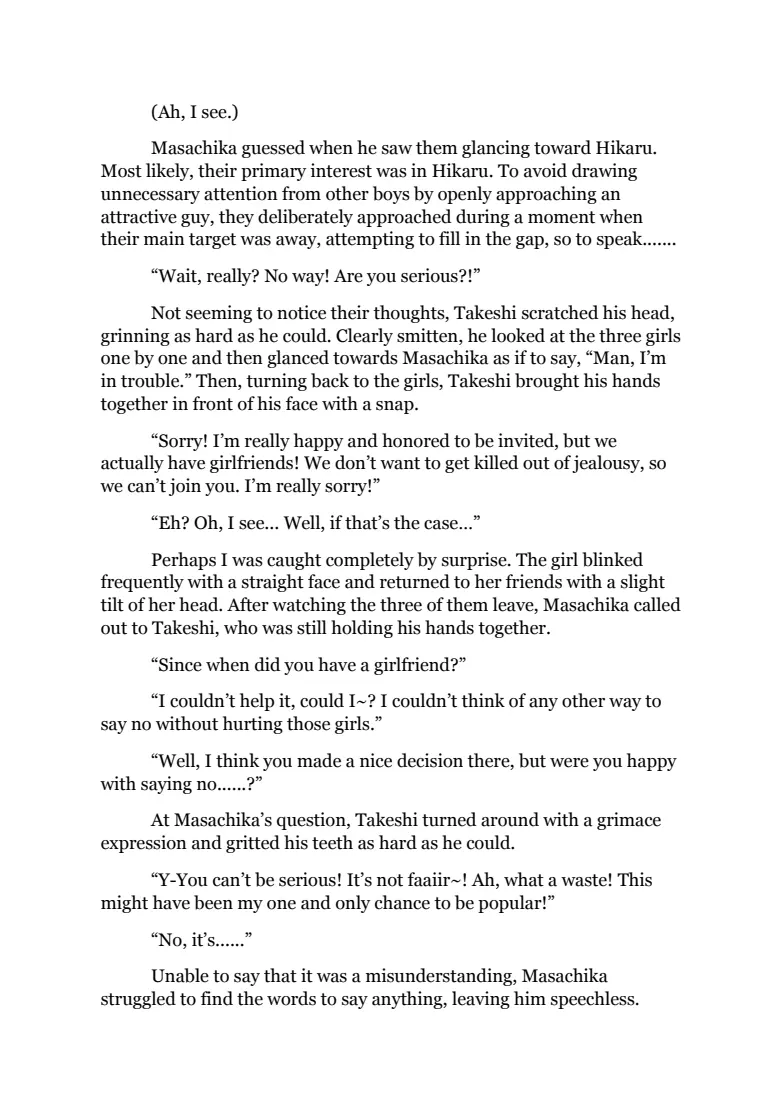 (Ah, I see.)
Masachika guessed when he saw them glancing toward Hikaru.
Most likely, their primary interest was in Hikaru. To avoid drawing
unnecessary attention from other boys by openly approaching an
attractive guy, they deliberately approached during a moment when
their main target was away, attempting to fill in the gap, so to speak.......
“Wait, really? No way! Are you serious?!”
Not seeming to notice their thoughts, Takeshi scratched his head,
grinning as hard as he could. Clearly smitten, he looked at the three girls
one by one and then glanced towards Masachika as if to say, “Man, I’m
in trouble.” Then, turning back to the girls, Takeshi brought his hands
together in front of his face with a snap.
“Sorry! I’m really happy and honored to be invited, but we
actually have girlfriends! We don’t want to get killed out of jealousy, so
we can’t join you. I’m really sorry!”
“Eh? Oh, I see... Well, if that’s the case...”
Perhaps I was caught completely by surprise. The girl blinked
frequently with a straight face and returned to her friends with a slight
tilt of her head. After watching the three of them leave, Masachika called
out to Takeshi, who was still holding his hands together.
“Since when did you have a girlfriend?”
“I couldn’t help it, could I~? I couldn’t think of any other way to
say no without hurting those girls.”
“Well, I think you made a nice decision there, but were you happy
with saying no......?”
At Masachika’s question, Takeshi turned around with a grimace
expression and gritted his teeth as hard as he could.
“Y-You can’t be serious! It’s not faaiir~! Ah, what a waste! This
might have been my one and only chance to be popular!”
“No, it’s......”
Unable to say that it was a misunderstanding, Masachika
struggled to find the words to say anything, leaving him speechless.